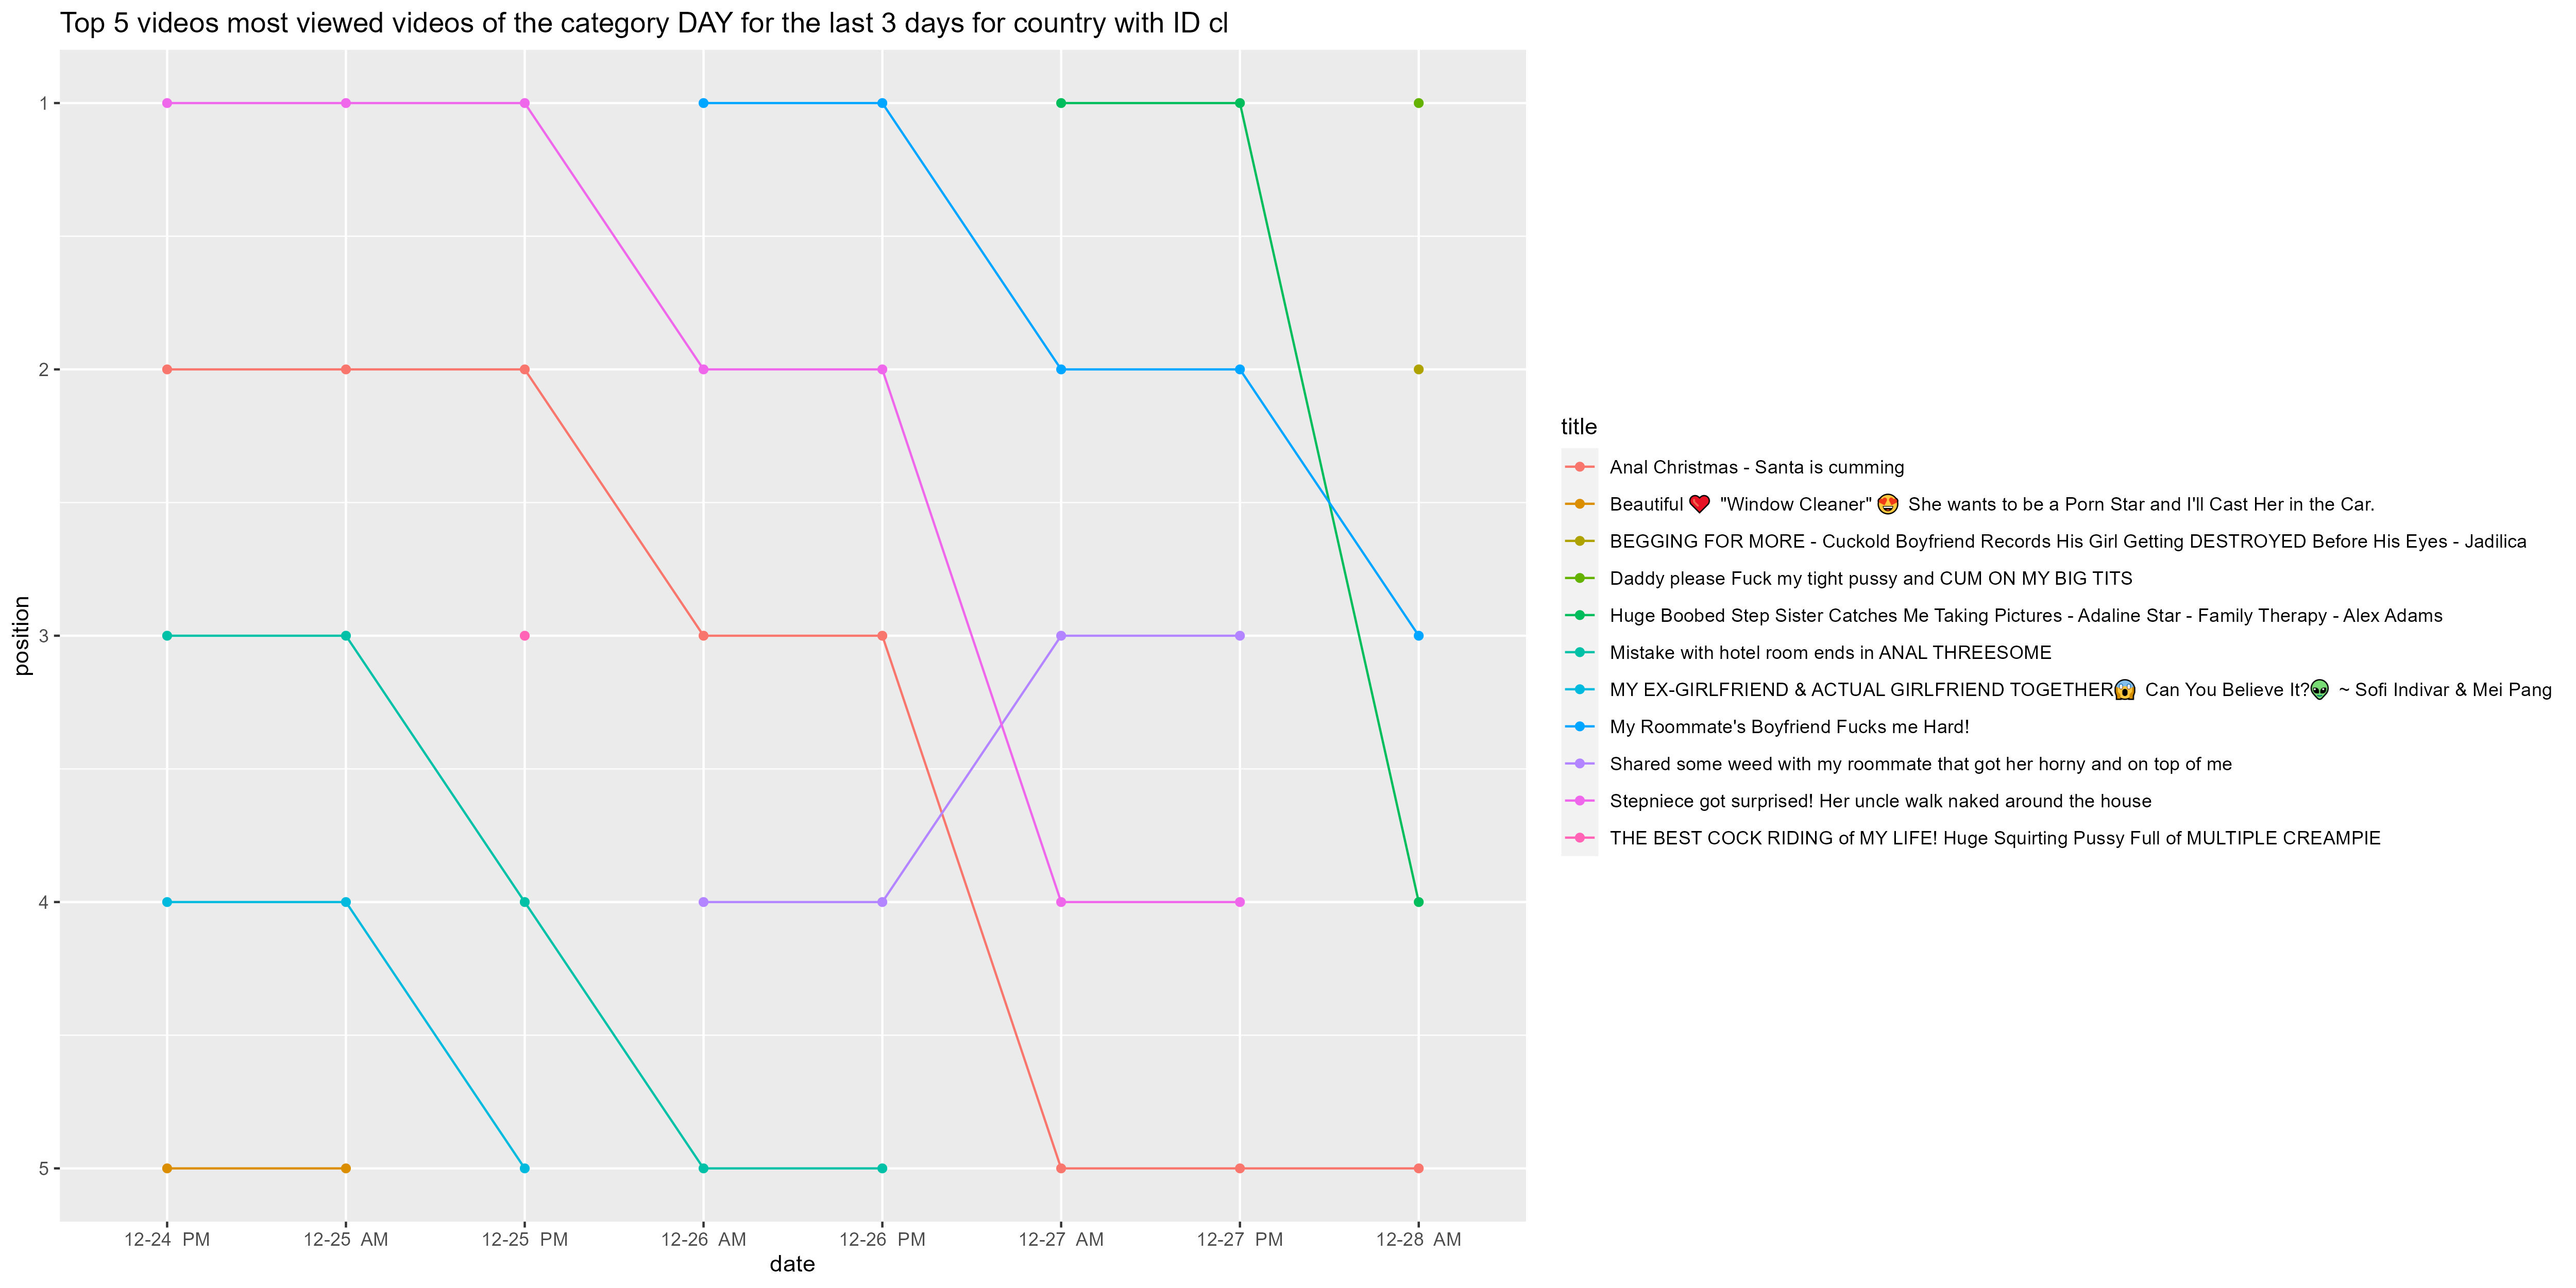 Top 5 videos most viewed videos of the category DAY for the last 3 days for country with ID cl
position
1
2
3
4
5
12-24 PM
12-25 AM
12-25 PM
12-26 AM
12-26 PM
12-27 AM
12-27 PM
12-28 AM
date
title
Anal Christmas - Santa is cumming
Beautiful ❤️ "Window Cleaner" 😍 She wants to be a Porn Star and I'll Cast Her in the Car.
BEGGING FOR MORE - Cuckold Boyfriend Records His Girl Getting DESTROYED Before His Eyes - Jadilica
Daddy please Fuck my tight pussy and CUM ON MY BIG TITS
Huge Boobed Step Sister Catches Me Taking Pictures - Adaline Star - Family Therapy - Alex Adams
Mistake with hotel room ends in ANAL THREESOME
MY EX-GIRLFRIEND & ACTUAL GIRLFRIEND TOGETHER😱 Can You Believe It?👽 ~ Sofi Indivar & Mei Pang
My Roommate's Boyfriend Fucks me Hard!
Shared some weed with my roommate that got her horny and on top of me
Stepniece got surprised! Her uncle walk naked around the house
THE BEST COCK RIDING of MY LIFE! Huge Squirting Pussy Full of MULTIPLE CREAMPIE